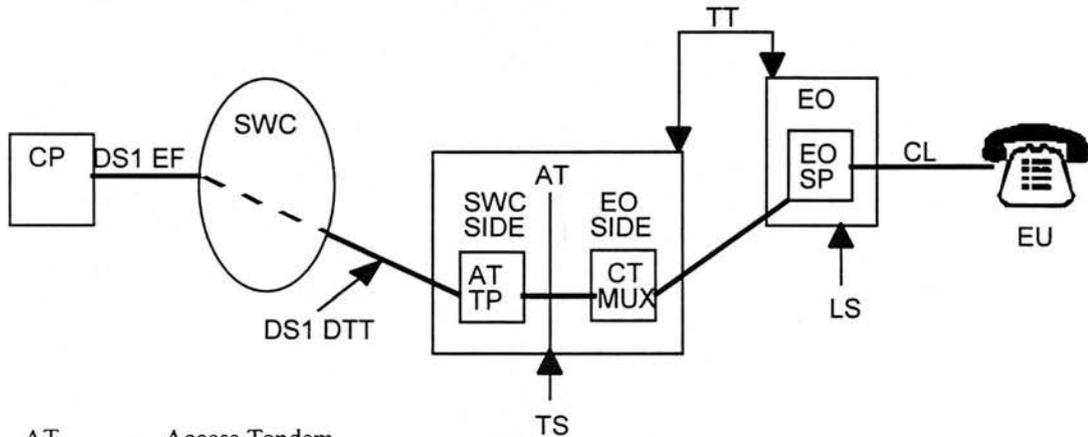 TT
EO
SWC
CP
DS1 EF
EO
SP
CL
AT
SWC
SIDE
EO
SIDE
EU
AT
TP
CT
MUX
LS
DS1 DTT
TS
AT
Access Tandem